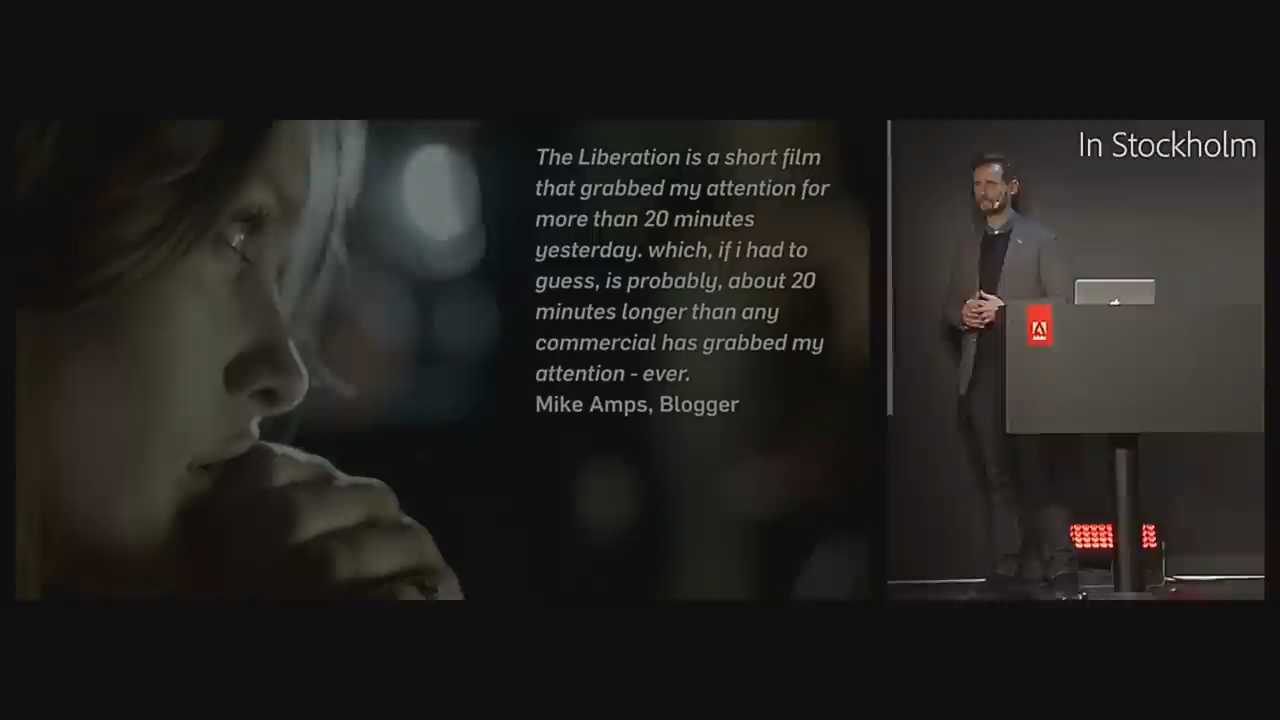 The Liberation is a short film
that grabbed my attention for
more than 20 minutes
yesterday. which, if i had to
guess, is probably, about 20
minutes longer than any
commercial has grabbed my
attention - ever.
Mike Amps, Blogger
In Stockholm